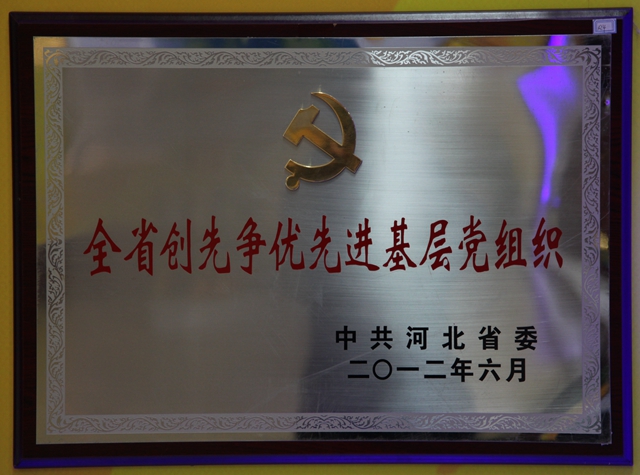 全省创先争优先进基层党组织
中共河北省委
二〇一二年六月